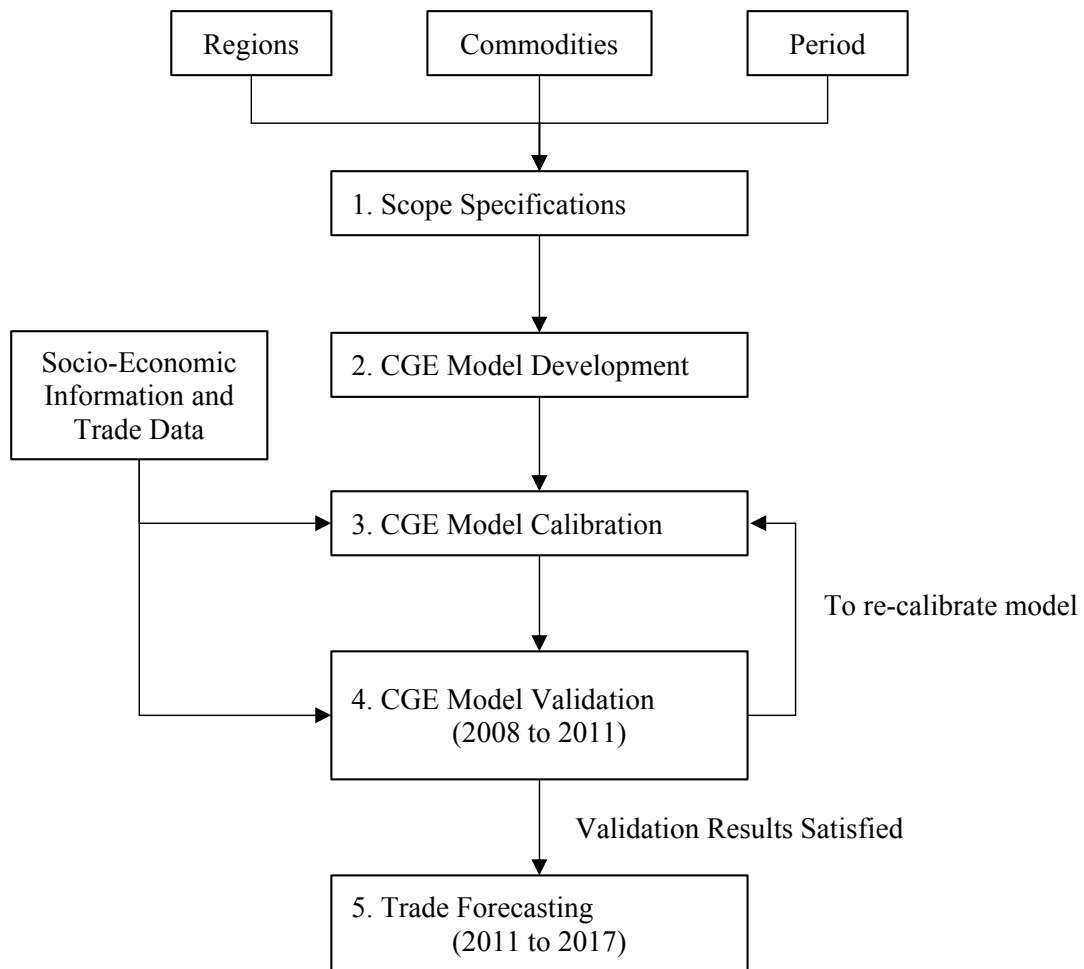 Regions
Commodities
Period
1. Scope Specifications
2. CGE Model Development
Socio-Economic
Information and
Trade Data
3. CGE Model Calibration
To re-calibrate model
4. CGE Model Validation
(2008 to 2011)
Validation Results Satisfied
5. Trade Forecasting
(2011 to 2017)